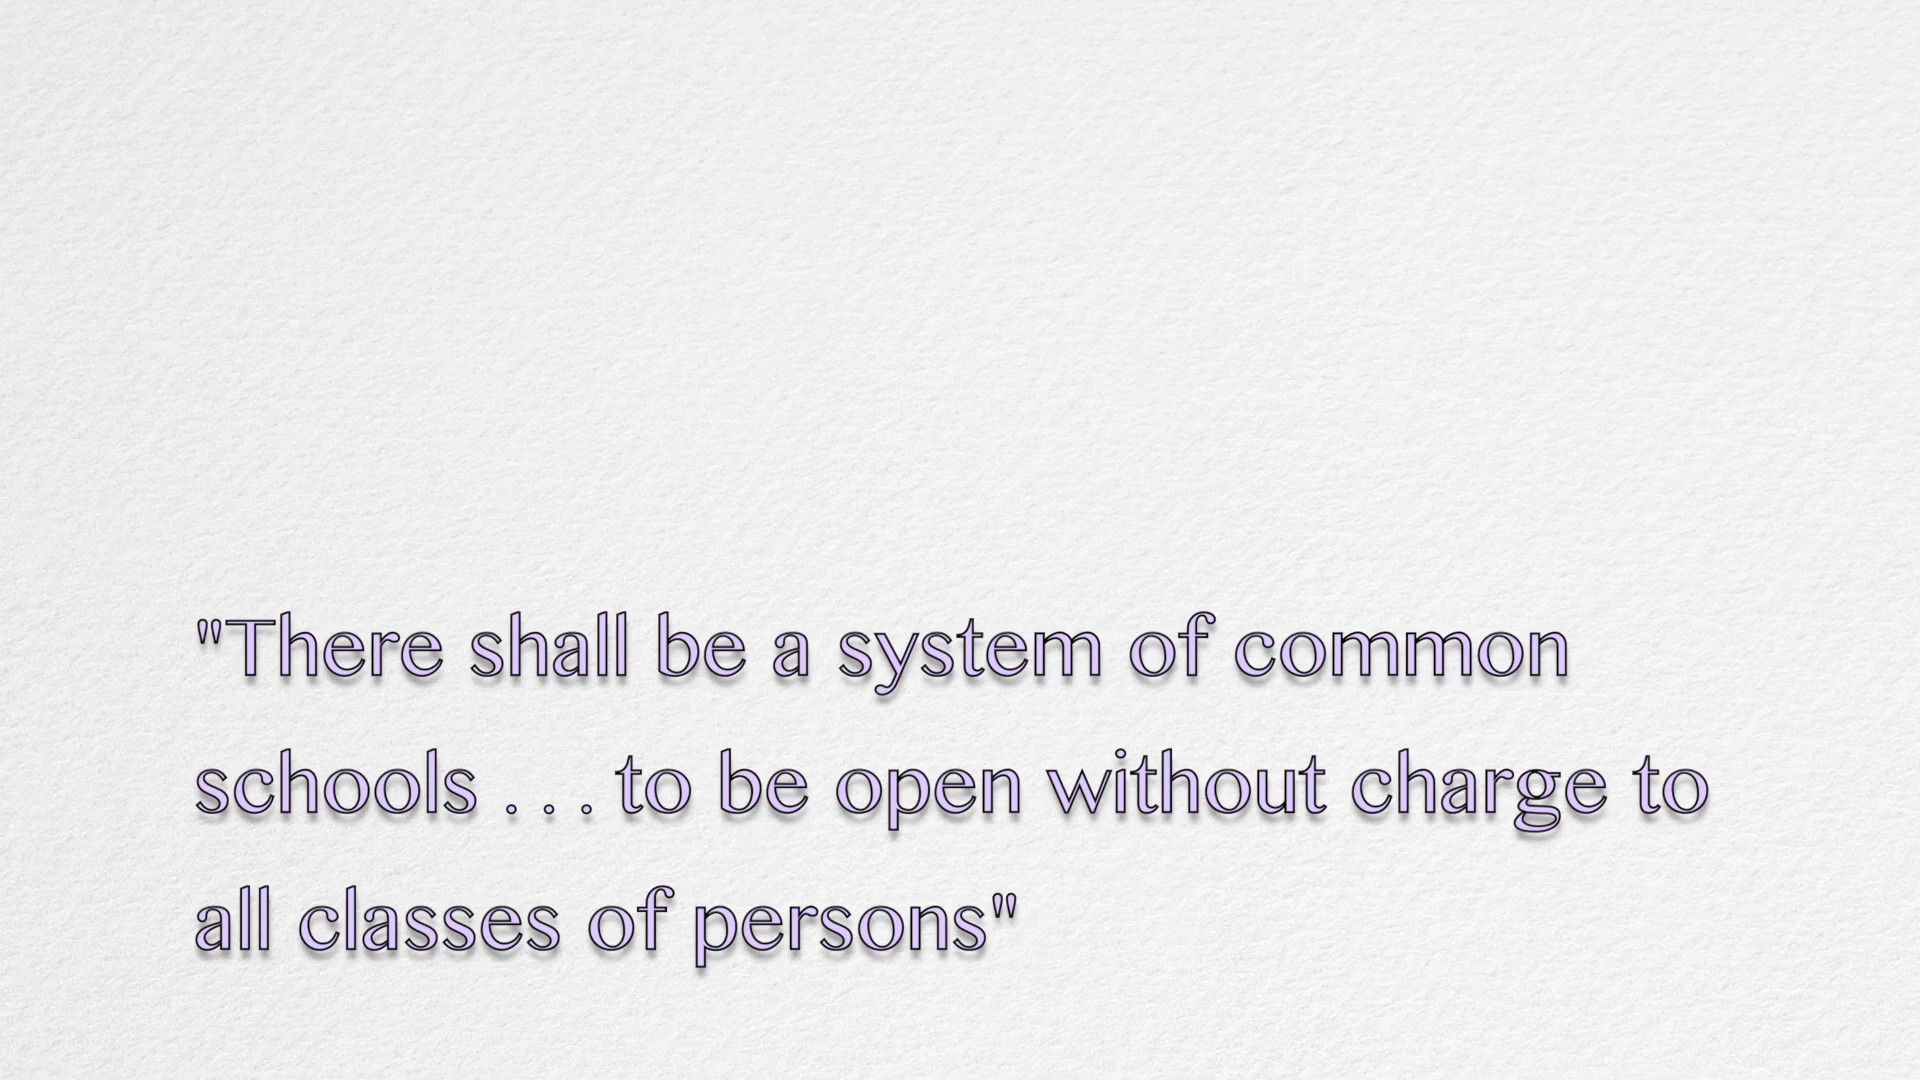 "There shall be a system of common
schools . . . to be open without charge to
all classes of persons"